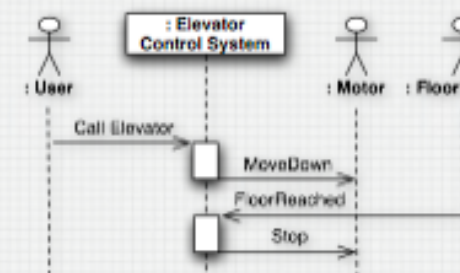 : Elevator
Control System
: User
: Motor
: Floor
Call Elevator
MoveDown
FloorReached
Stop